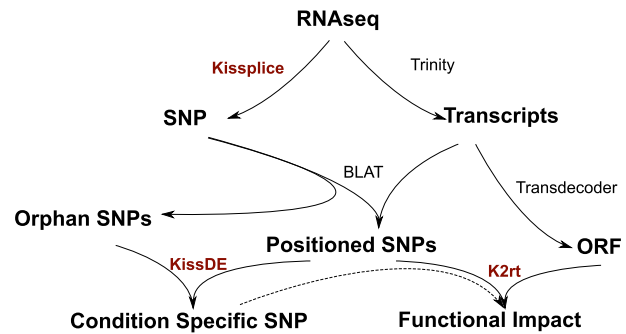 RNAseq
Kissplice
Trinity
SNP
Transcripts
BLAT
Transdecoder
Orphan SNPs
Positioned SNPs
ORF
KissDE
K2rt
Condition Specific SNP
Functional Impact